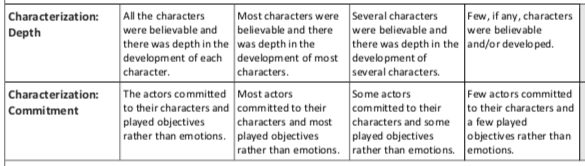 Characterization:
Depth
All the characters
were believable and
there was depth in the
development of each
character.
Most characters were
believable and there
was depth in the
development of most
characters.
Several characters
were believable and
there was depth in the
development of
several characters.
Few, if any, characters
were believable
and/or developed.
Characterization:
Commitment
The actors committed
to their characters and
played objectives
rather than emotions.
Most actors
committed to their
characters and most
played objectives
rather than emotions.
Some actors
committed to their
characters and some
played objectives
rather than emotions.
Few actors committed
to their characters and
a few played
objectives rather than
emotions.